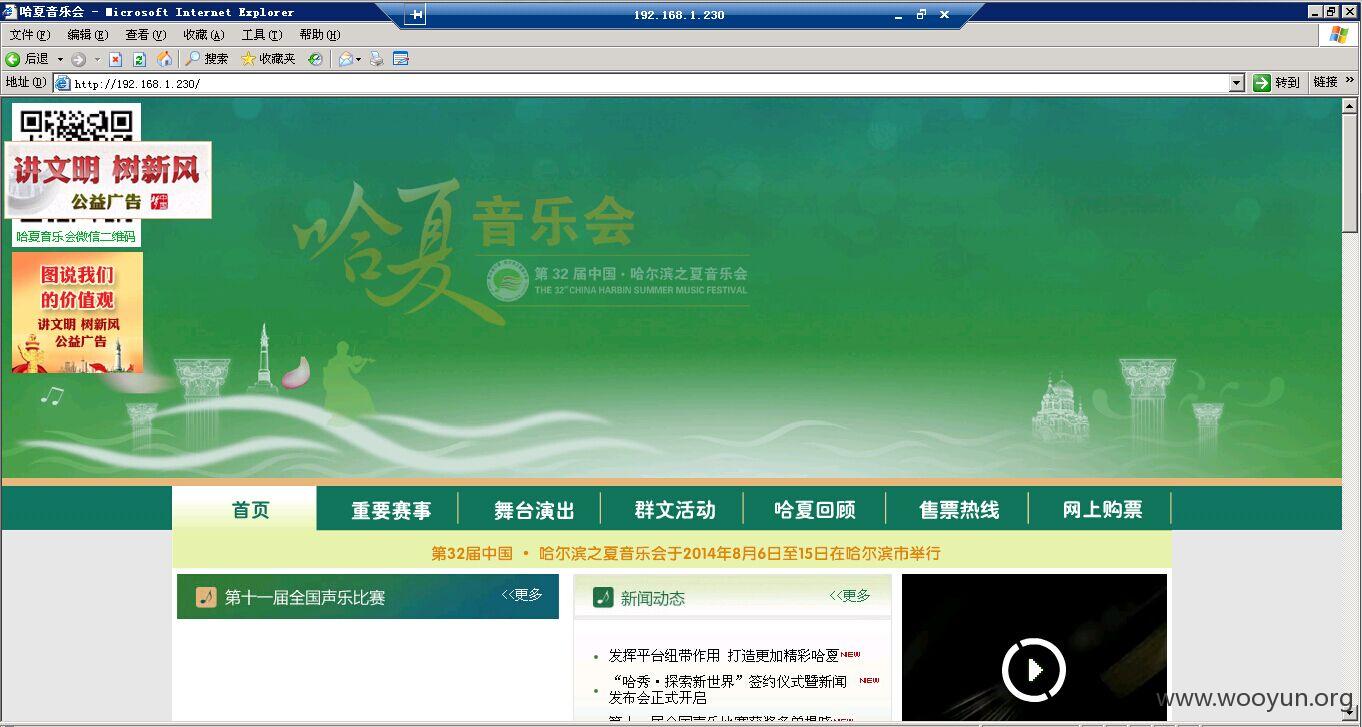 哈夏音乐会 - Microsoft Internet Explorer
192.168.1.230
文件(F) 编辑(E) 查看(V) 收藏(A) 工具(T) 帮助(H)
后退 搜索 收藏夹
地址(D) http://192.168.1.230/ 转到 链接 »
讲文明 树新风
公益广告
哈夏音乐会微信二维码
图说我们
的价值观
讲文明 树新风
公益广告
哈夏音乐会
第 32 届中国·哈尔滨之夏音乐会
THE 32nd CHINA HARBIN SUMMER MUSIC FESTIVAL
首页 重要赛事 舞台演出 群文活动 哈夏回顾 售票热线 网上购票
第32届中国 · 哈尔滨之夏音乐会于2014年8月6日至15日在哈尔滨市举行
第十一届全国声乐比赛 <<更多
新闻动态 <<更多
• 发挥平台纽带作用 打造更加精彩哈夏 NEW
• “哈秀·探索新世界”签约仪式暨新闻 NEW
发布会正式开启
www.wooyun.org